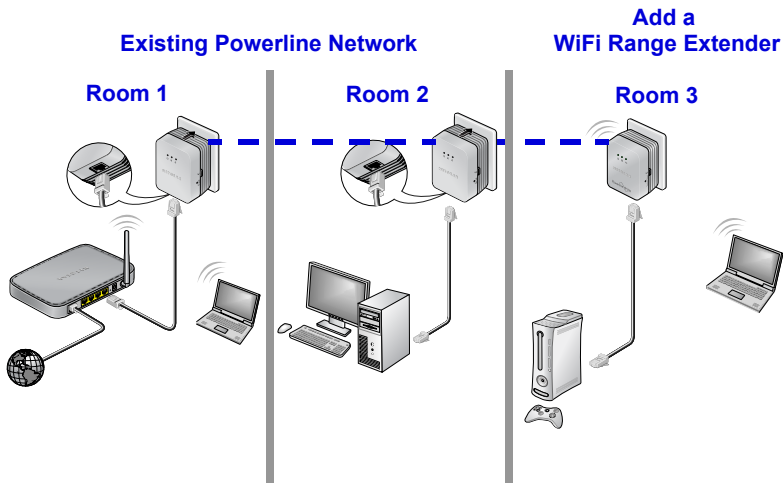 Existing Powerline Network
Add a
WiFi Range Extender
Room 1
Room 2
Room 3